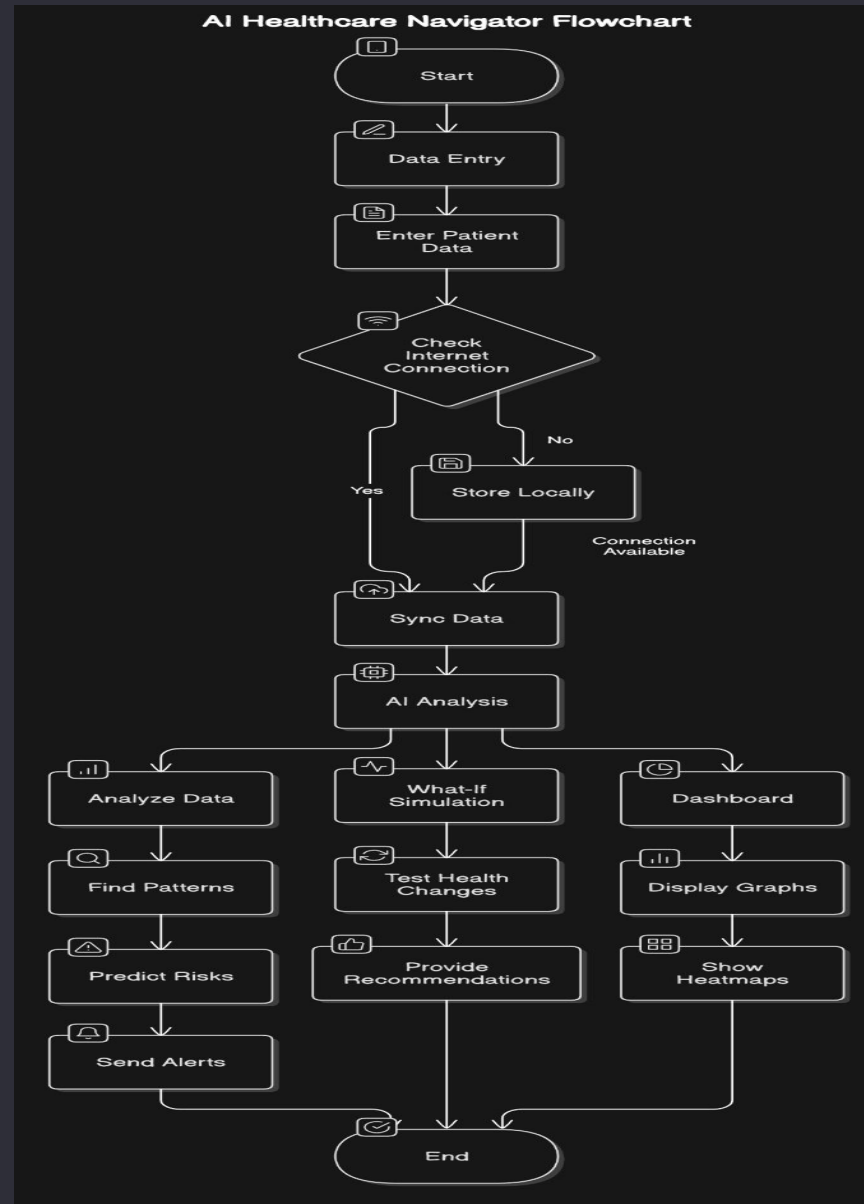 AI Healthcare Navigator Flowchart
Start
Data Entry
Enter Patient
Data
Check
Internet
Connection
No
Yes
Store Locally
Connection
Available
Sync Data
AI Analysis
Analyze Data
What-If
Simulation
Dashboard
Find Patterns
Test Health
Changes
Display Graphs
Predict Risks
Provide
Recommendations
Show
Heatmaps
Send Alerts
End